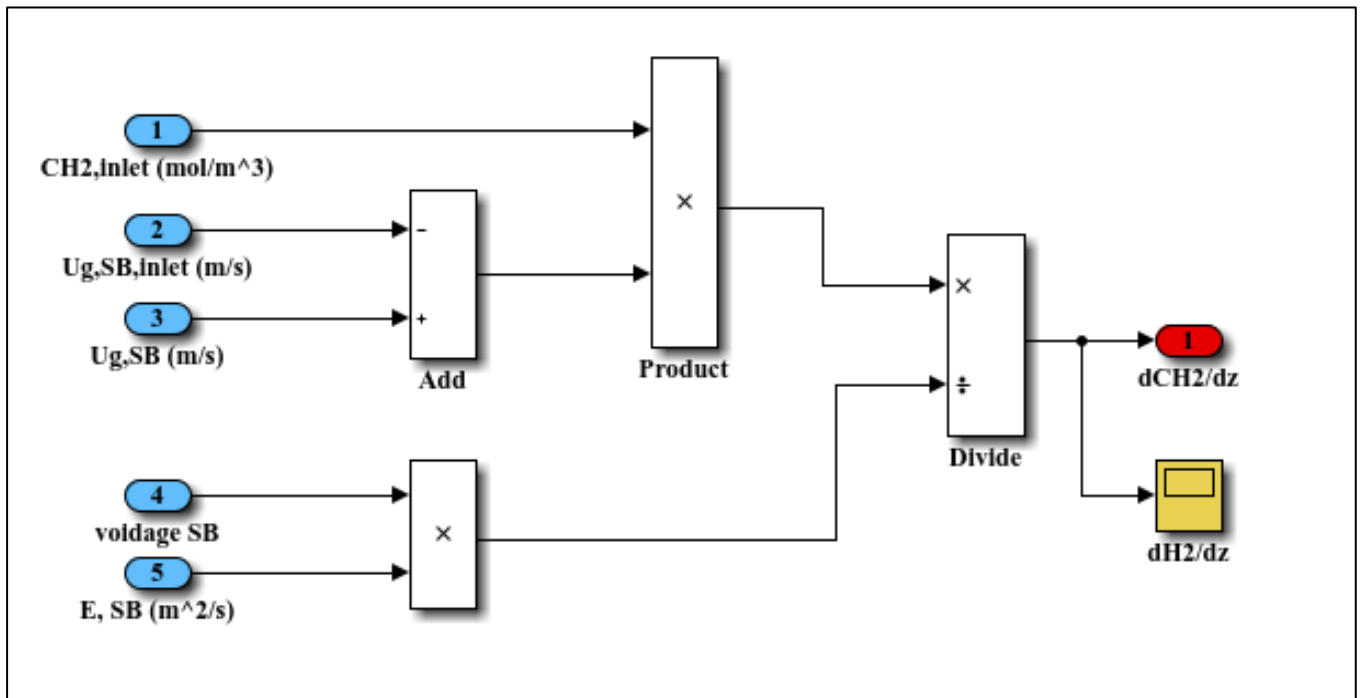 1
CH2,inlet (mol/m^3)
2
Ug,SB,inlet (m/s)
3
Ug,SB (m/s)
-
+
Add
×
Product
4
voidage SB
5
E, SB (m^2/s)
×
×
÷
Divide
1
dCH2/dz
dH2/dz